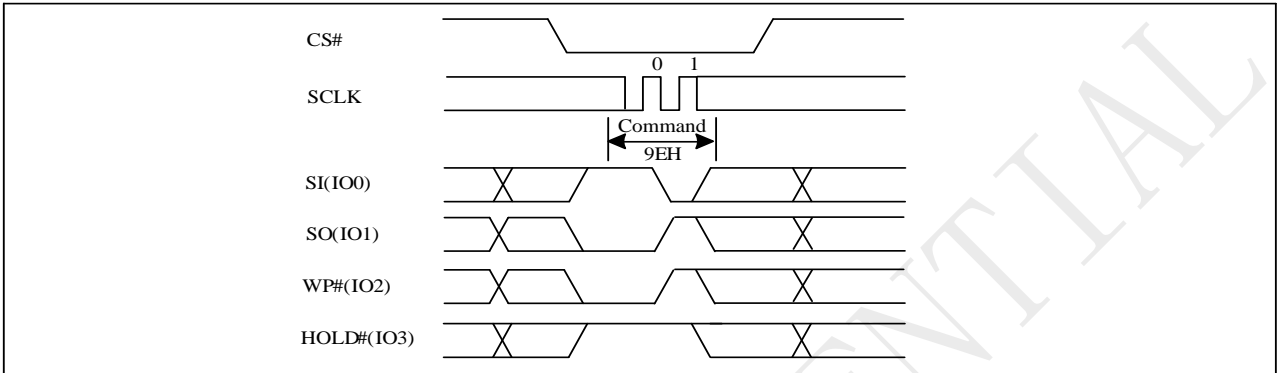 CS#
0 1
SCLK
Command
9EH
SI(IO0)
SO(IO1)
WP#(IO2)
HOLD#(IO3)